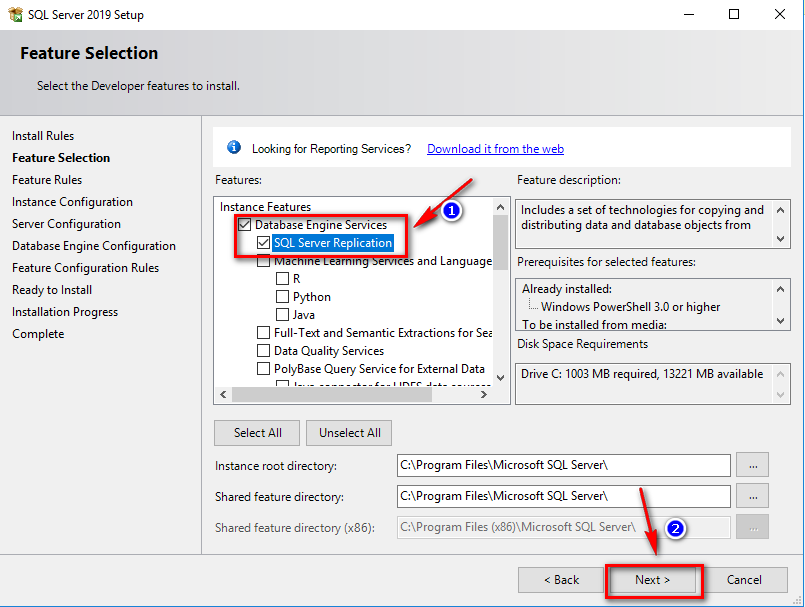 SQL Server 2019 Setup
Feature Selection
Select the Developer features to install.
Install Rules
Feature Selection
Feature Rules
Instance Configuration
Server Configuration
Database Engine Configuration
Feature Configuration Rules
Ready to Install
Installation Progress
Complete
Looking for Reporting Services? Download it from the web
Features:
Instance Features
Database Engine Services
SQL Server Replication
Machine Learning Services and Language
R
Python
Java
Full-Text and Semantic Extractions for Sea
Data Quality Services
PolyBase Query Service for External Data
Java connector for HDFS data sources
1
Feature description:
Includes a set of technologies for copying and
distributing data and database objects from
Prerequisites for selected features:
Already installed:
Windows PowerShell 3.0 or higher
To be installed from media:
Disk Space Requirements
Drive C: 1003 MB required, 13221 MB available
Select All
Unselect All
Instance root directory:
C:\Program Files\Microsoft SQL Server\
...
Shared feature directory:
C:\Program Files\Microsoft SQL Server\
...
Shared feature directory (x86):
C:\Program Files (x86)\Microsoft SQL Server\
...
2
< Back
Next >
Cancel